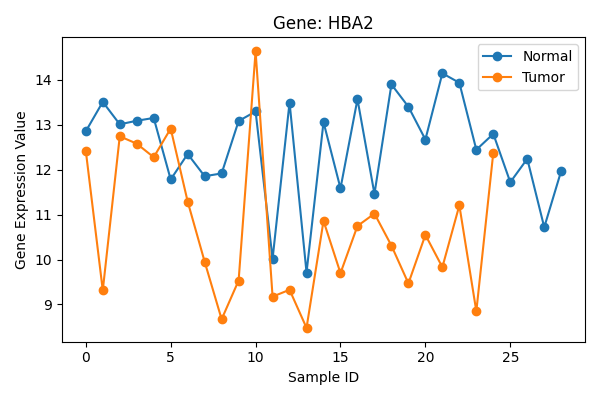 Gene: HBA2
Normal
Tumor
Gene Expression Value
14
13
12
11
10
9
0 5 10 15 20 25
Sample ID